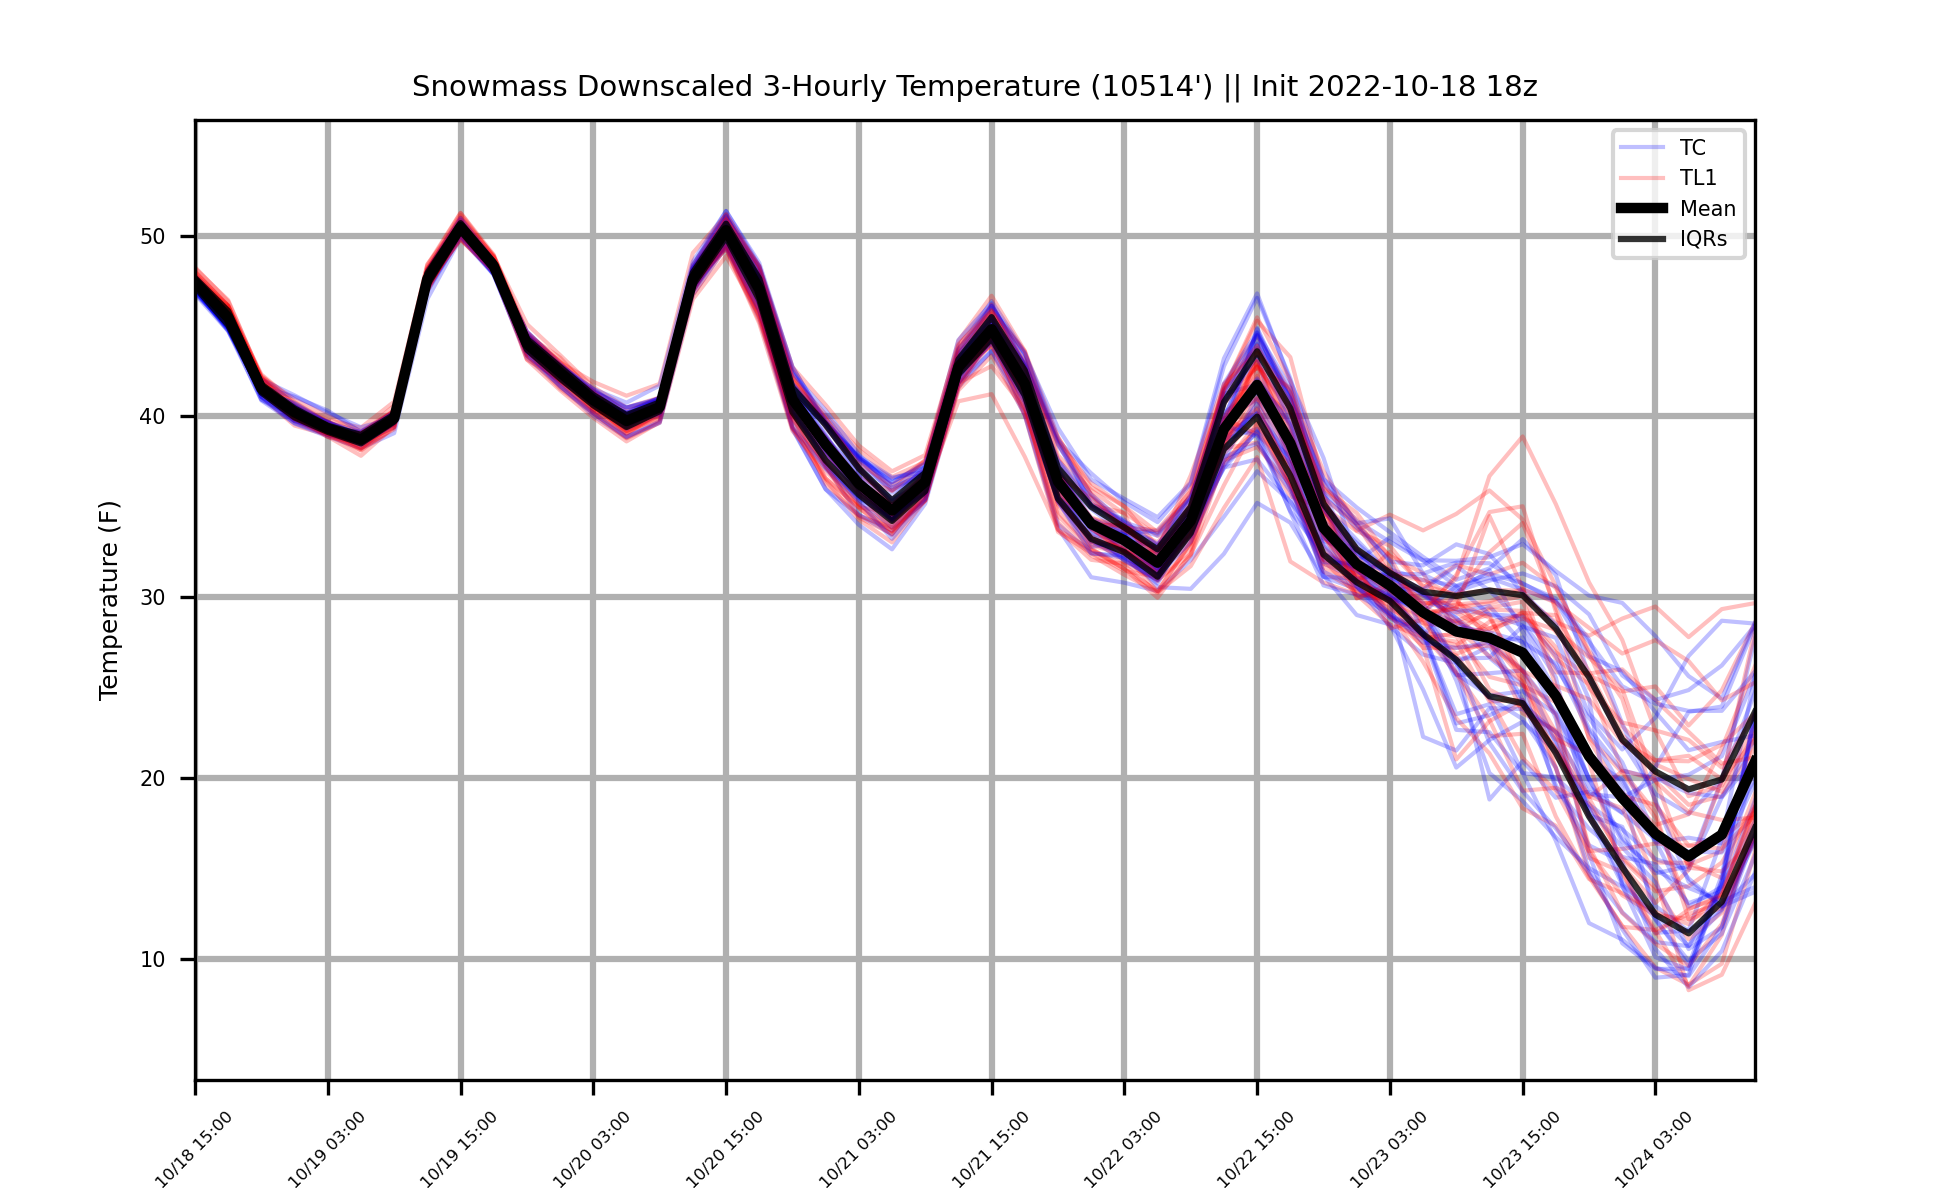 Snowmass Downscaled 3-Hourly Temperature (10514') || Init 2022-10-18 18z
TC
TL1
Mean
IQRs
Temperature (F)
50
40
30
20
10
10/18 15:00
10/19 03:00
10/19 15:00
10/20 03:00
10/20 15:00
10/21 03:00
10/21 15:00
10/22 03:00
10/22 15:00
10/23 03:00
10/23 15:00
10/24 03:00